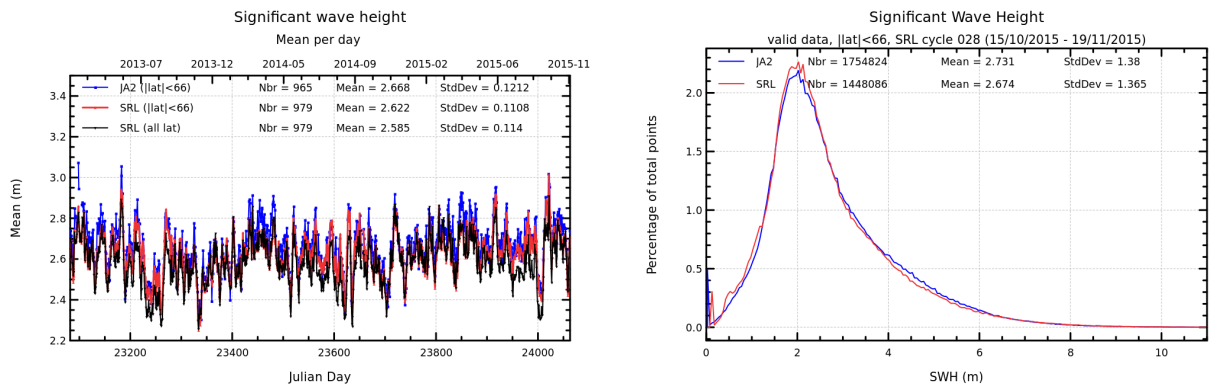 Significant wave height
Mean per day
2013-07 2013-12 2014-05 2014-09 2015-02 2015-06 2015-11
3.4
JA2 (|lat|<66) Nbr = 965 Mean = 2.668 StdDev = 0.1212
SRL (|lat|<66) Nbr = 979 Mean = 2.622 StdDev = 0.1108
SRL (all lat) Nbr = 979 Mean = 2.585 StdDev = 0.114
3.2
3.0
2.8
2.6
2.4
2.2
Mean (m)
23200 23400 23600 23800 24000
Julian Day
Significant Wave Height
valid data, |lat|<66, SRL cycle 028 (15/10/2015 - 19/11/2015)
JA2 Nbr = 1754824 Mean = 2.731 StdDev = 1.38
SRL Nbr = 1448086 Mean = 2.674 StdDev = 1.365
2.0
1.5
1.0
0.5
0.0
Percentage of total points
0 2 4 6 8 10
SWH (m)